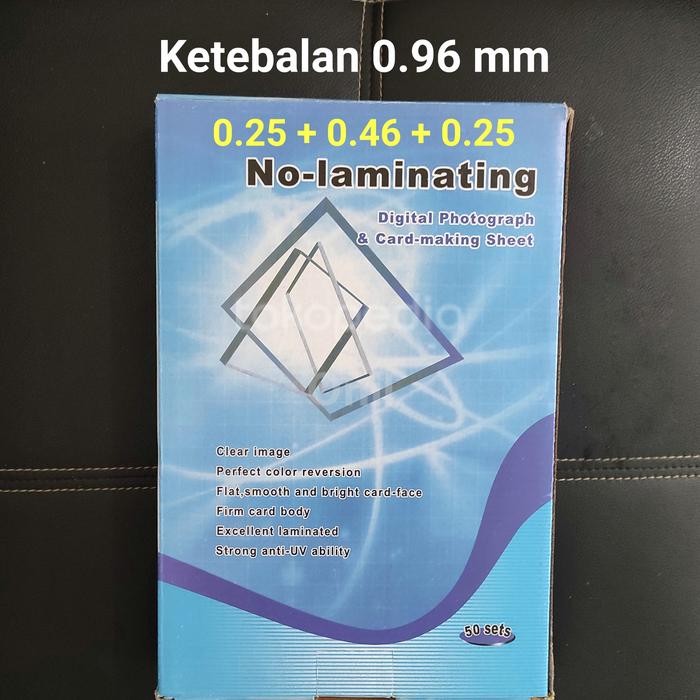 Ketebalan 0.96 mm
0.25 + 0.46 + 0.25
No-laminating
Digital Photograph
& Card-making Sheet
tokopedia
Clear image
Perfect color reversion
Flat,smooth and bright card-face
Firm card body
Excellent laminated
Strong anti-UV ability
50 sets